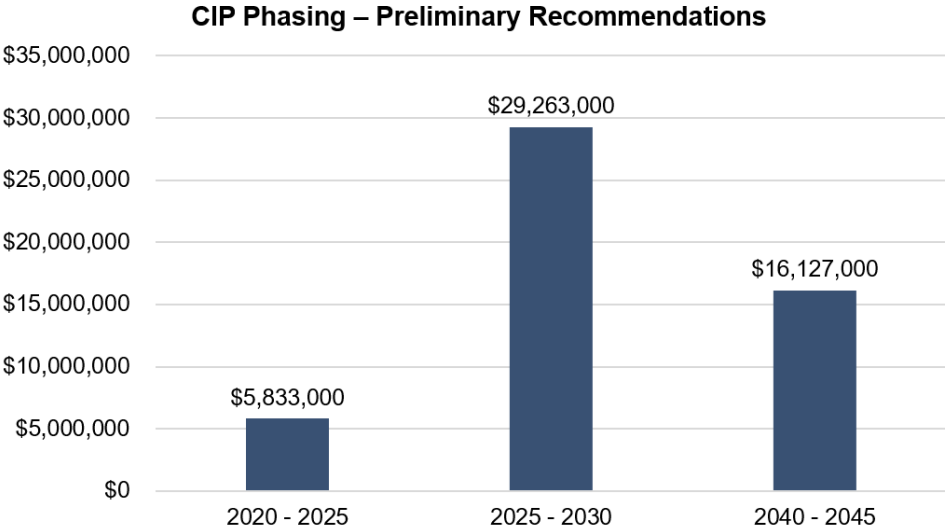 CIP Phasing – Preliminary Recommendations
$35,000,000
$30,000,000
$25,000,000
$20,000,000
$15,000,000
$10,000,000
$5,000,000
$0
$5,833,000
$29,263,000
$16,127,000
2020 - 2025
2025 - 2030
2040 - 2045